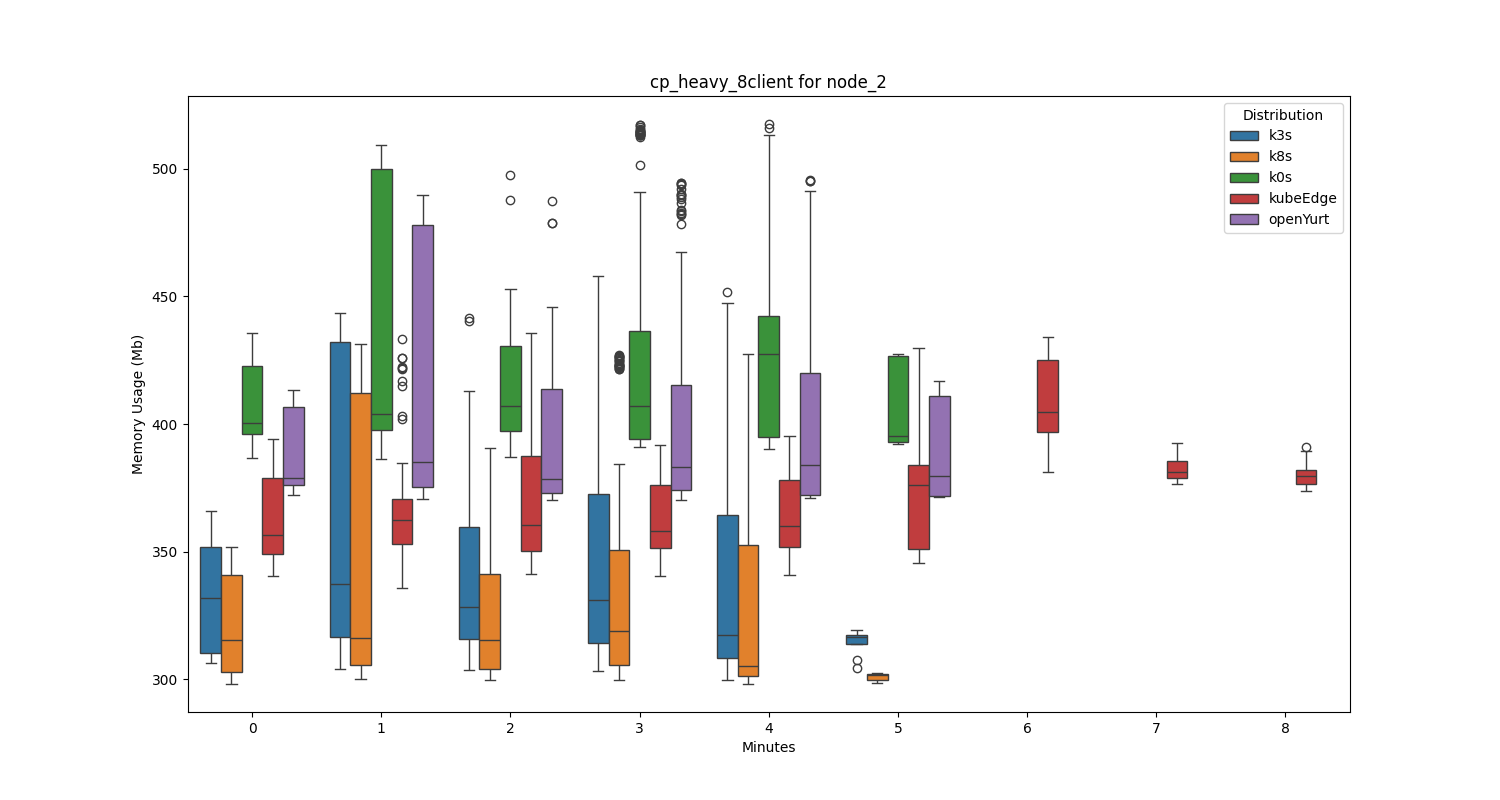 cp_heavy_8client for node_2
Distribution
k3s
k8s
k0s
kubeEdge
openYurt
Memory Usage (Mb)
500
450
400
350
300
0 1 2 3 4 5 6 7 8
Minutes